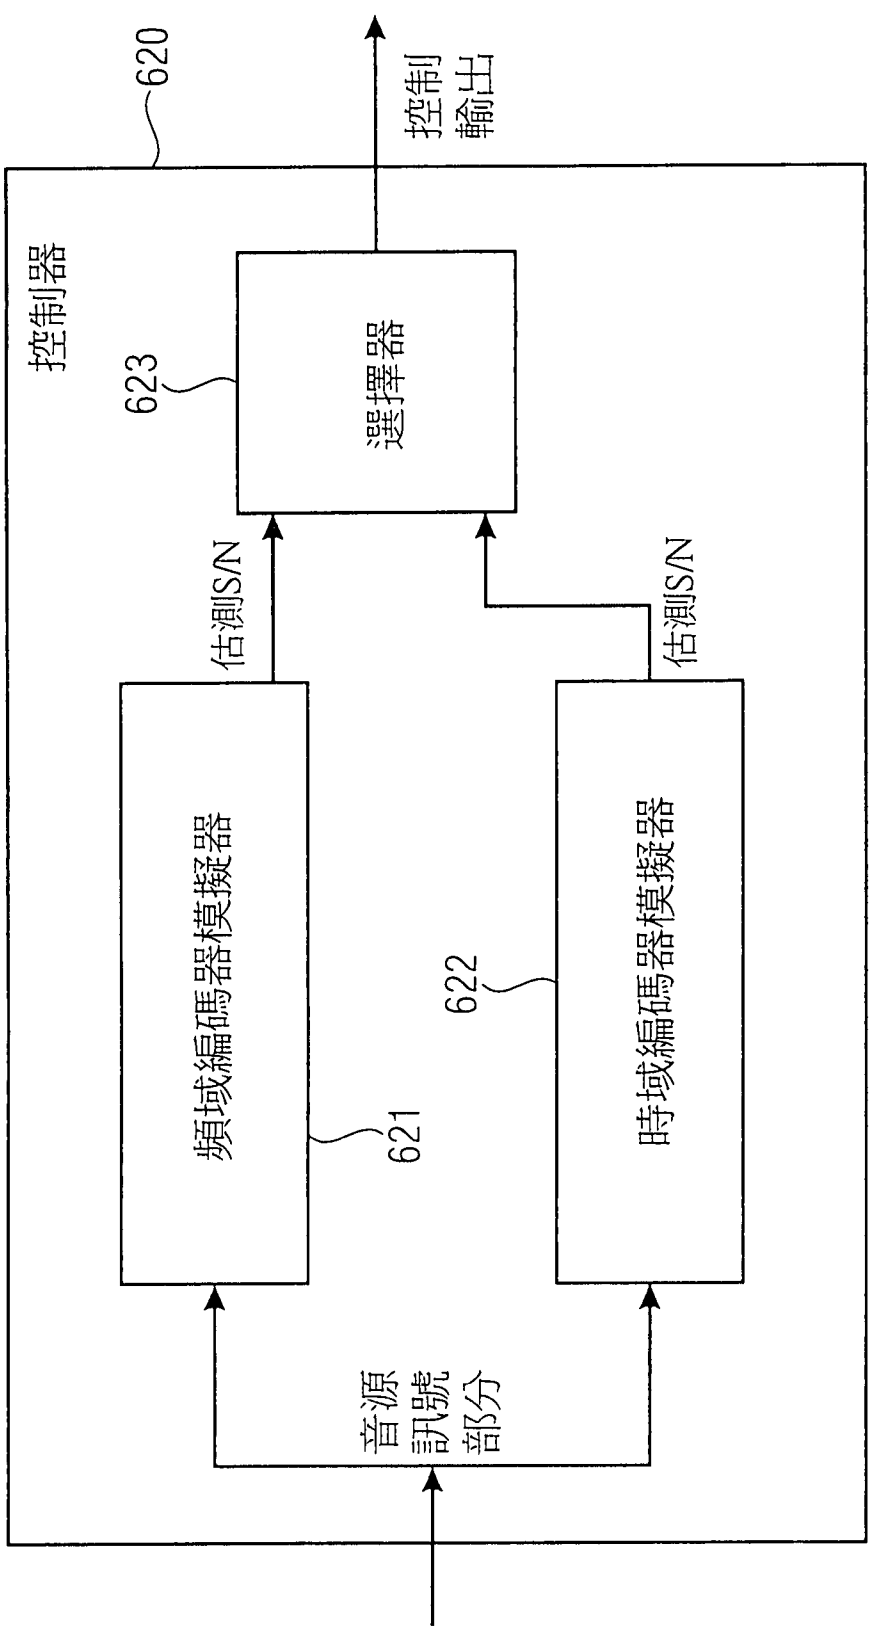 控制器
620
頻域編碼器模擬器
621
估測S/N
623
選擇器
控制
輸出
音源
訊號
部分
622
時域編碼器模擬器
估測S/N